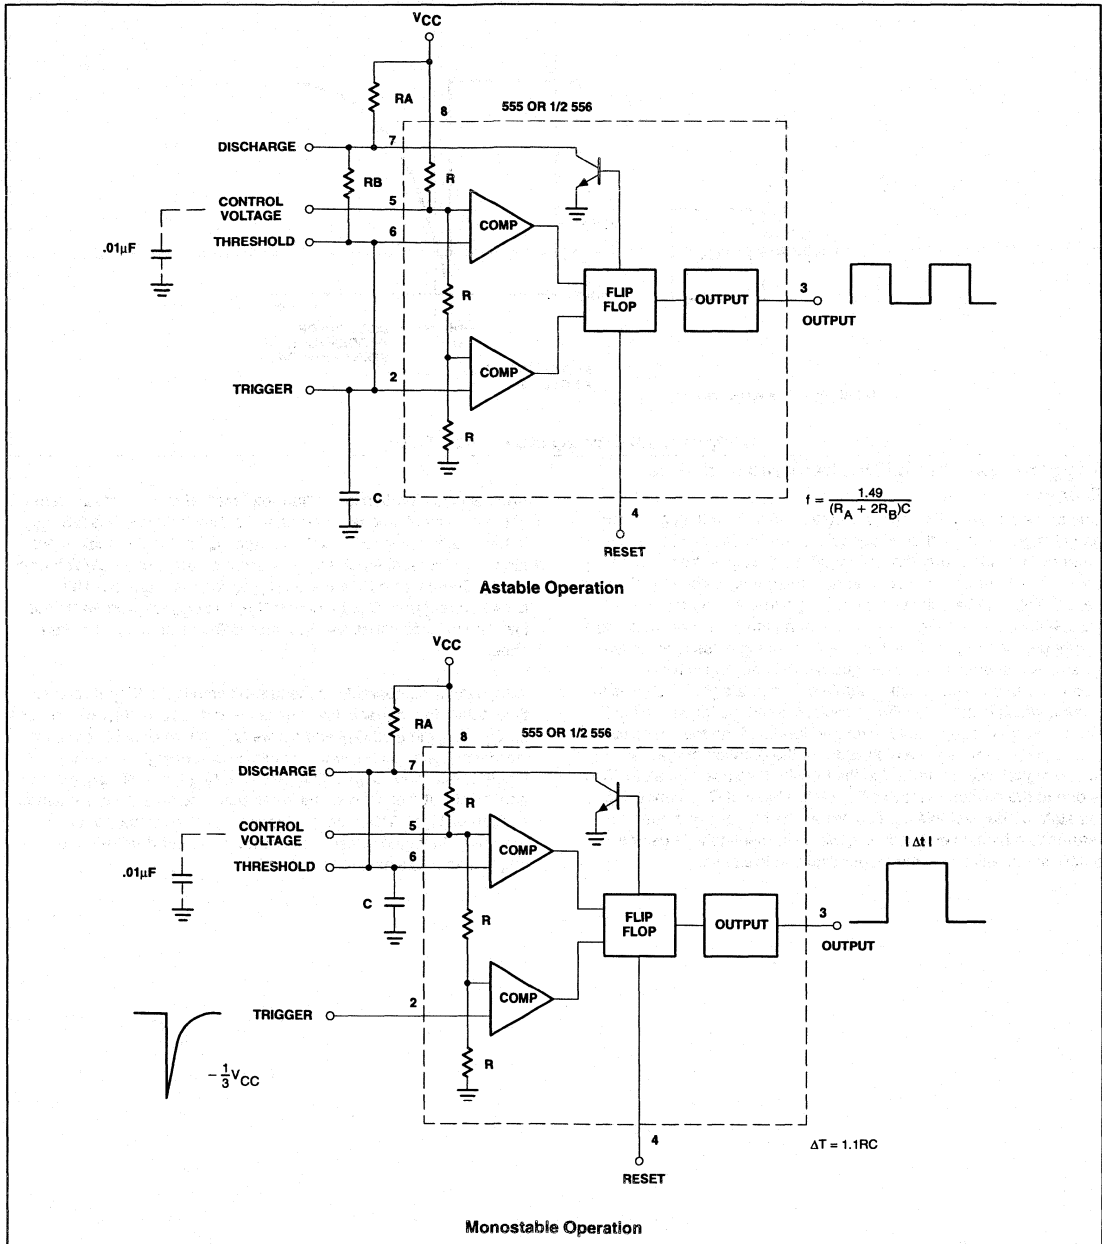 VCC
RA
8
555 OR 1/2 556
DISCHARGE
7
RB
R
CONTROL
VOLTAGE
5
COMP
.01µF
THRESHOLD
6
R
FLIP
FLOP
OUTPUT
3
OUTPUT
COMP
TRIGGER
2
R
C
4
RESET
f = 1.49
(RA + 2RB)C
Astable Operation
VCC
RA
8
555 OR 1/2 556
DISCHARGE
7
R
CONTROL
VOLTAGE
5
COMP
.01µF
THRESHOLD
6
C
R
FLIP
FLOP
OUTPUT
3
OUTPUT
| Δt |
COMP
TRIGGER
2
R
– 1/3 VCC
4
RESET
ΔT = 1.1RC
Monostable Operation